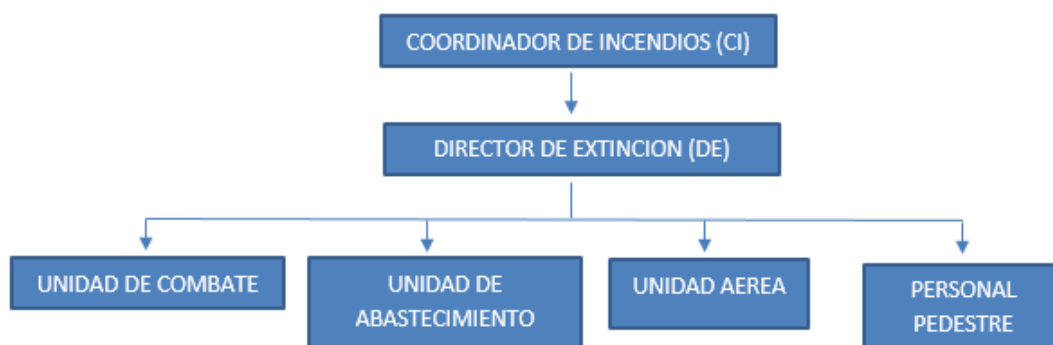 COORDINADOR DE INCENDIOS (CI)
DIRECTOR DE EXTINCION (DE)
UNIDAD DE COMBATE
UNIDAD DE
ABASTECIMIENTO
UNIDAD AEREA
PERSONAL
PEDESTRE